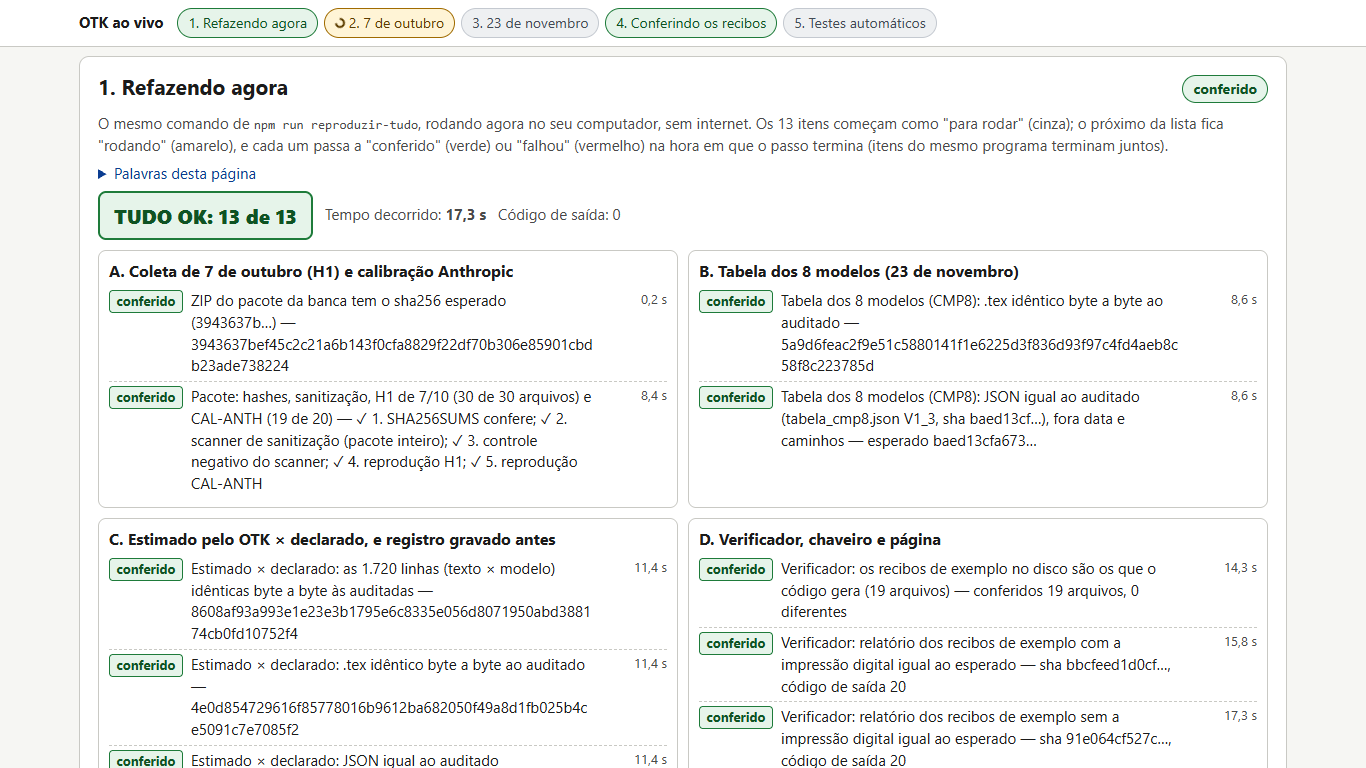 OTK ao vivo
1. Refazendo agora
2. 7 de outubro
3. 23 de novembro
4. Conferindo os recibos
5. Testes automáticos
1. Refazendo agora
conferido
O mesmo comando de npm run reproduzir-tudo, rodando agora no seu computador, sem internet. Os 13 itens começam como "para rodar" (cinza); o próximo da lista fica
"rodando" (amarelo), e cada um passa a "conferido" (verde) ou "falhou" (vermelho) na hora em que o passo termina (itens do mesmo programa terminam juntos).
▶ Palavras desta página
TUDO OK: 13 de 13
Tempo decorrido: 17,3 s Código de saída: 0
A. Coleta de 7 de outubro (H1) e calibração Anthropic
conferido
ZIP do pacote da banca tem o sha256 esperado
0,2 s
(3943637b...) —
3943637bef45c2c21a6b143f0cfa8829f22df70b306e85901cbd
b23ade738224
conferido
Pacote: hashes, sanitização, H1 de 7/10 (30 de 30 arquivos) e
8,4 s
CAL-ANTH (19 de 20) — ✓ 1. SHA256SUMS confere; ✓ 2.
scanner de sanitização (pacote inteiro); ✓ 3. controle
negativo do scanner; ✓ 4. reprodução H1; ✓ 5. reprodução
CAL-ANTH
B. Tabela dos 8 modelos (23 de novembro)
conferido
Tabela dos 8 modelos (CMP8): .tex idêntico byte a byte ao
8,6 s
auditado —
5a9d6feac2f9e51c5880141f1e6225d3f836d93f97c4fd4aeb8c
58f8c223785d
conferido
Tabela dos 8 modelos (CMP8): JSON igual ao auditado
8,6 s
(tabela_cmp8.json V1_3, sha baed13cf...), fora data e
caminhos — esperado baed13cfa673...
C. Estimado pelo OTK × declarado, e registro gravado antes
conferido
Estimado × declarado: as 1.720 linhas (texto × modelo)
11,4 s
idênticas byte a byte às auditadas —
8608af93a993e1e23e3b1795e6c8335e056d8071950abd3881
74cb0fd10752f4
conferido
Estimado × declarado: .tex idêntico byte a byte ao auditado
11,4 s
—
4e0d854729616f85778016b9612ba682050f49a8d1fb025b4c
e5091c7e7085f2
conferido
Estimado × declarado: JSON igual ao auditado
11,4 s
D. Verificador, chaveiro e página
conferido
Verificador: os recibos de exemplo no disco são os que o
14,3 s
código gera (19 arquivos) — conferidos 19 arquivos, 0
diferentes
conferido
Verificador: relatório dos recibos de exemplo com a
15,8 s
impressão digital igual ao esperado — sha bbcfeed1d0cf...,
código de saída 20
conferido
Verificador: relatório dos recibos de exemplo sem a
17,3 s
impressão digital igual ao esperado — sha 91e064cf527c...,
código de saída 20